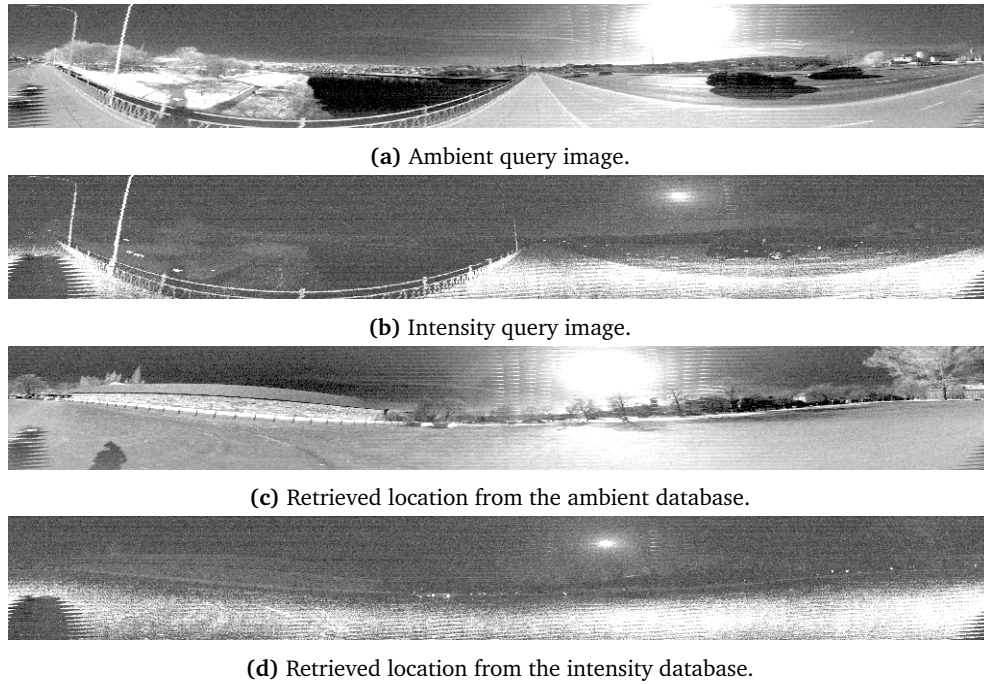 (a) Ambient query image.
(b) Intensity query image.
(c) Retrieved location from the ambient database.
(d) Retrieved location from the intensity database.